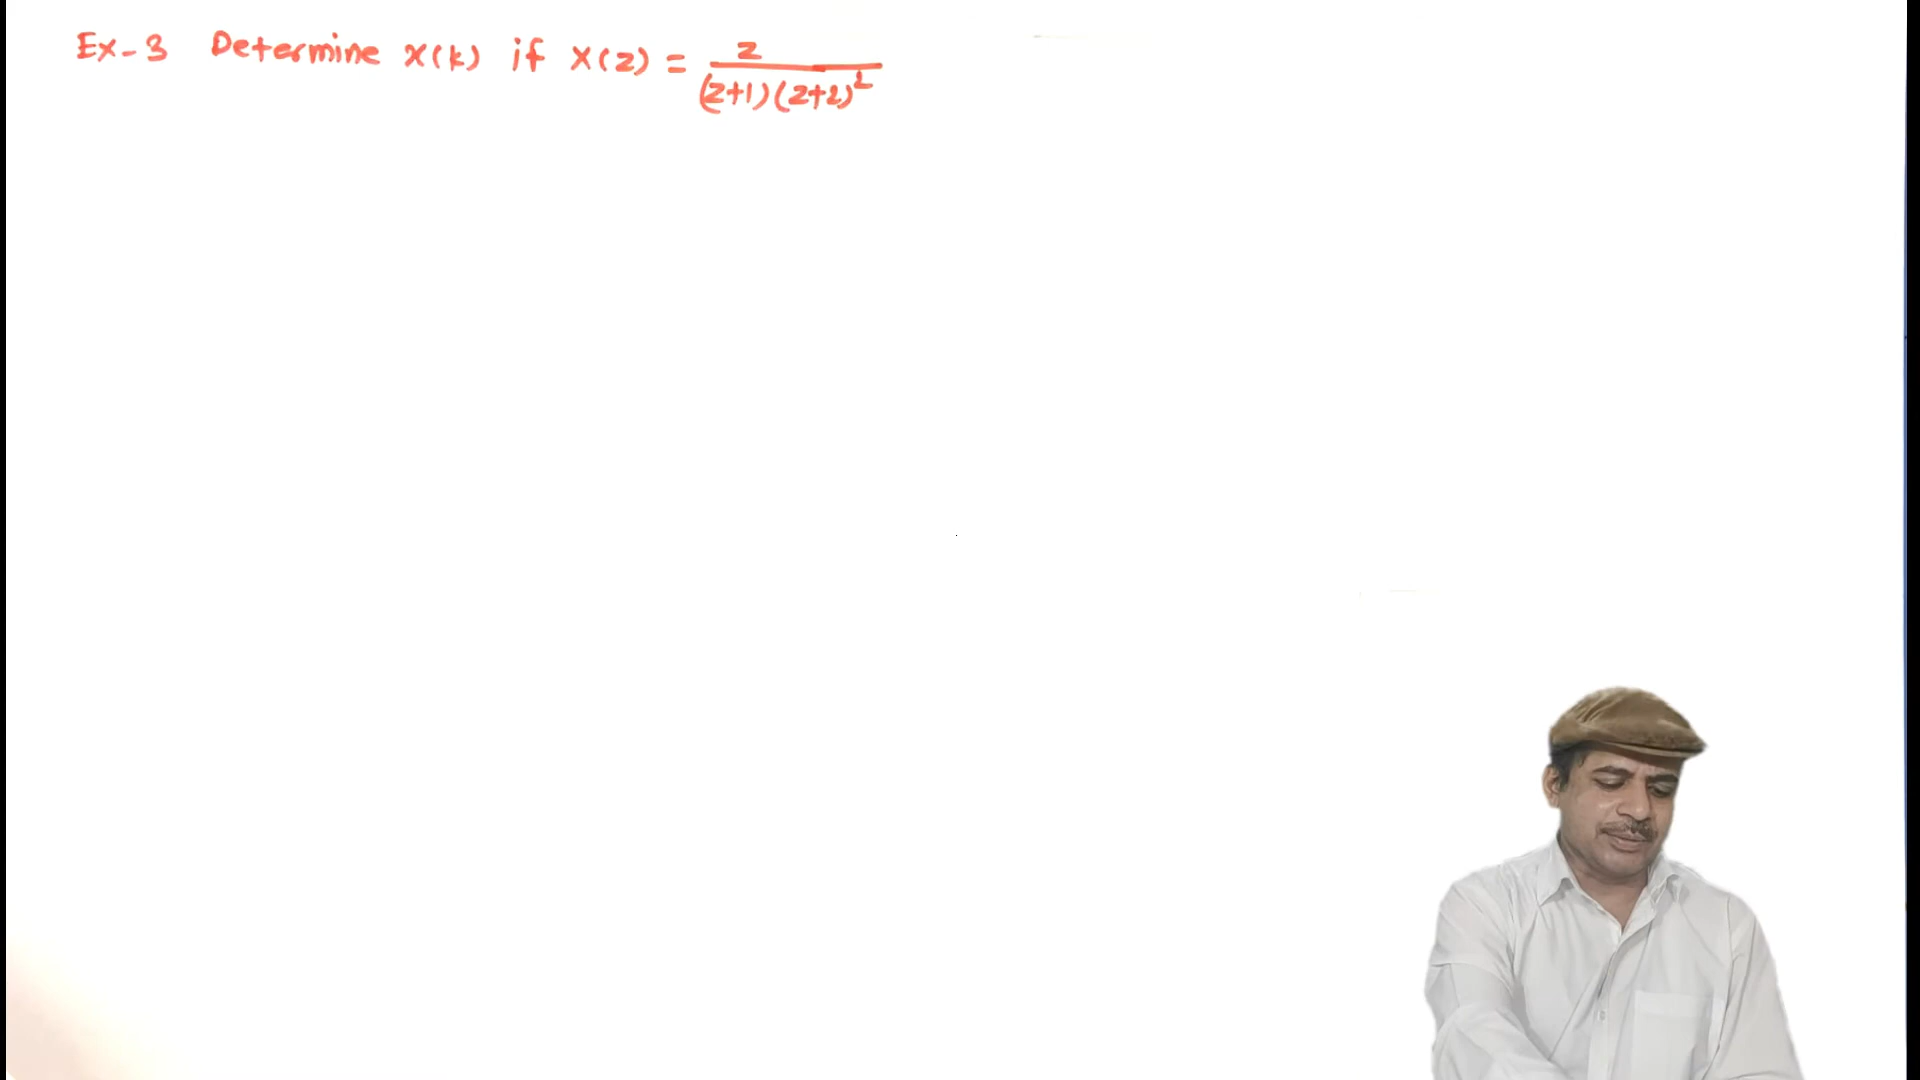 Ex-3 Determine x(k) if X(z) = z / (z+1)(z+2)²